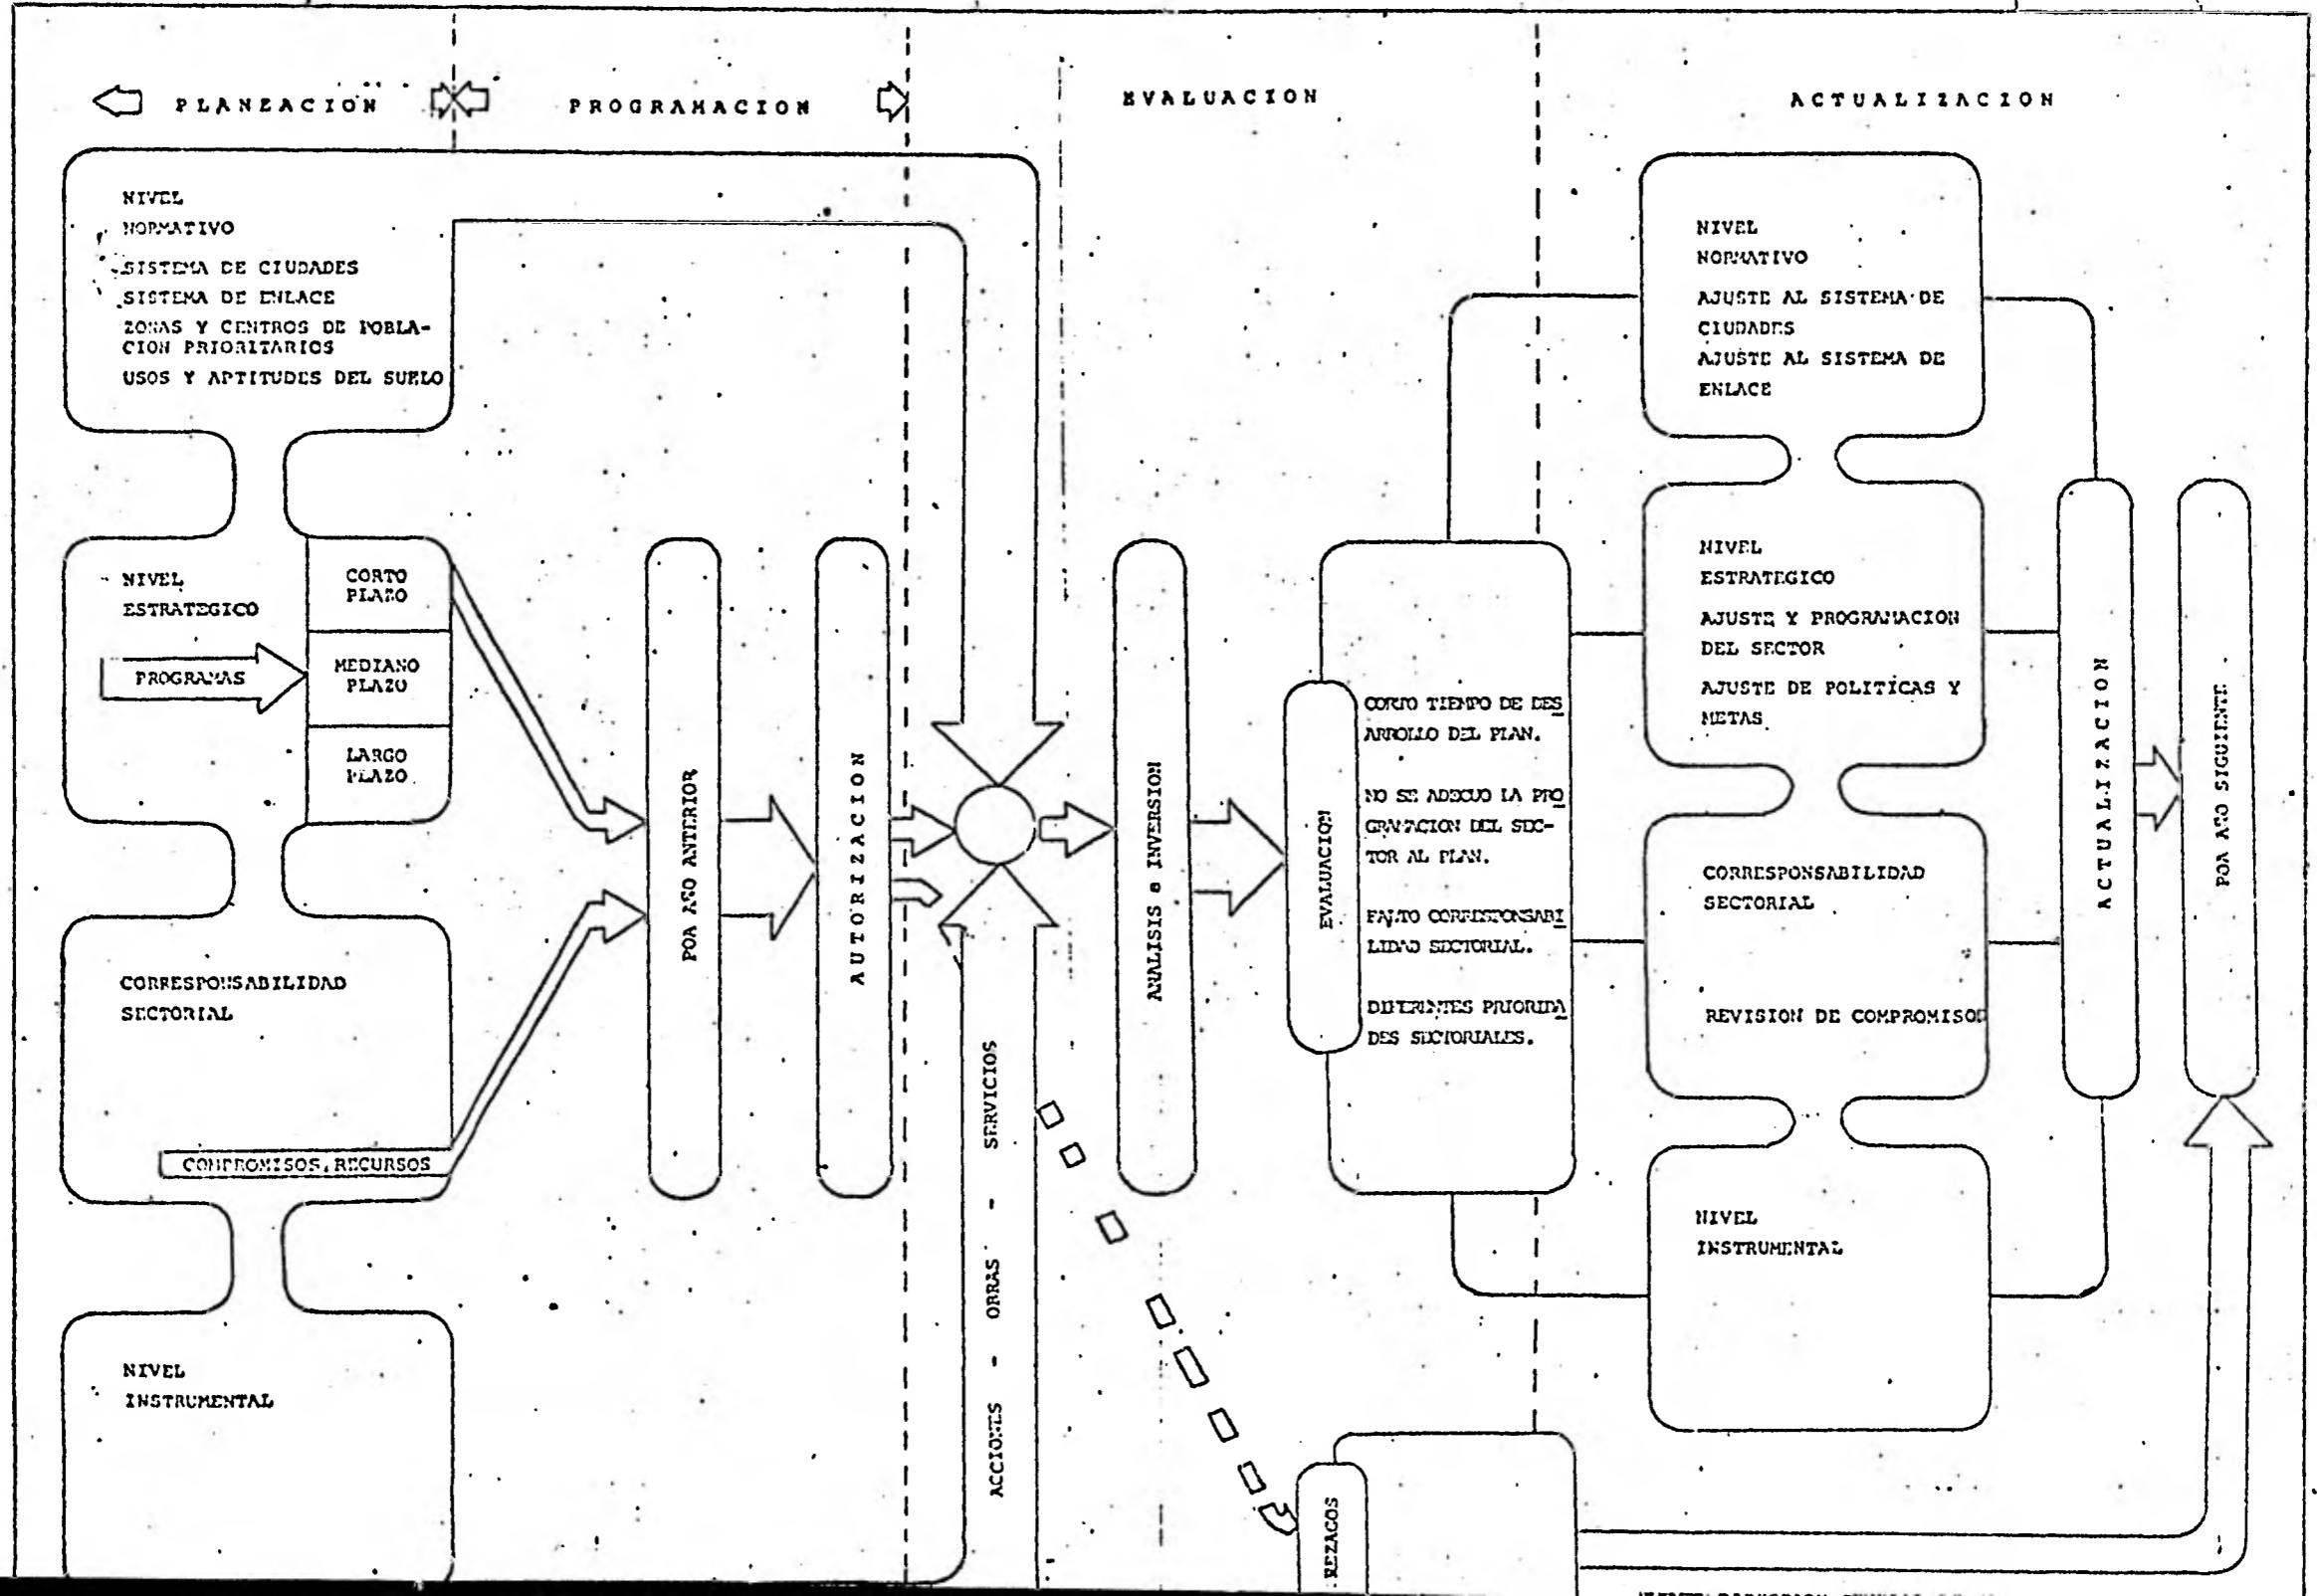 PLANEACION
PROGRAMACION
EVALUACION
ACTUALIZACION
NIVEL
NORMATIVO
SISTEMA DE CIUDADES
SISTEMA DE ENLACE
ZONAS Y CENTROS DE POBLA-
CION PRIORITARIOS
USOS Y APTITUDES DEL SUELO
NIVEL
ESTRATEGICO
PROGRAMAS
CORTO
PLAZO
MEDIANO
PLAZO
LARGO
PLAZO
CORRESPONSABILIDAD
SECTORIAL
COMPROMISOS, RECURSOS
NIVEL
INSTRUMENTAL
POA AÑO ANTERIOR
AUTORIZACION
ACCIONES - OBRAS - SERVICIOS
ANALISIS e INVERSION
EVALUACION
CORTO TIEMPO DE DES
ARROLLO DEL PLAN.
NO SE ADECUO LA PRO
GRAMACION DEL SEC-
TOR AL PLAN.
FALTO CORRESPONSABI
LIDAD SECTORIAL.
DIFERENTES PRIORIDA
DES SECTORIALES.
REZAGOS
NIVEL
NORMATIVO
AJUSTE AL SISTEMA DE
CIUDADES
AJUSTE AL SISTEMA DE
ENLACE
NIVEL
ESTRATEGICO
AJUSTE Y PROGRAMACION
DEL SECTOR
AJUSTE DE POLITICAS Y
METAS
CORRESPONSABILIDAD
SECTORIAL
REVISION DE COMPROMISOS
NIVEL
INSTRUMENTAL
ACTUALIZACION
POA AÑO SIGUIENTE